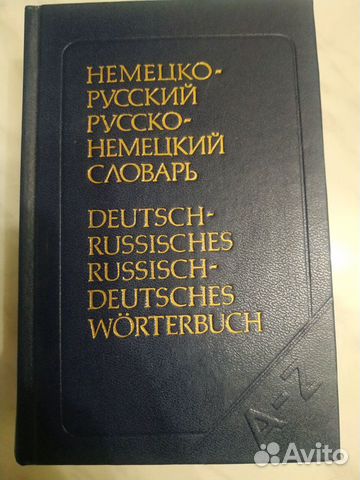 НЕМЕЦКО-
РУССКИЙ
РУССКО-
НЕМЕЦКИЙ
СЛОВАРЬ
DEUTSCH-
RUSSISCHES
RUSSISCH-
DEUTSCHES
WÖRTERBUCH
A-Z
Avito